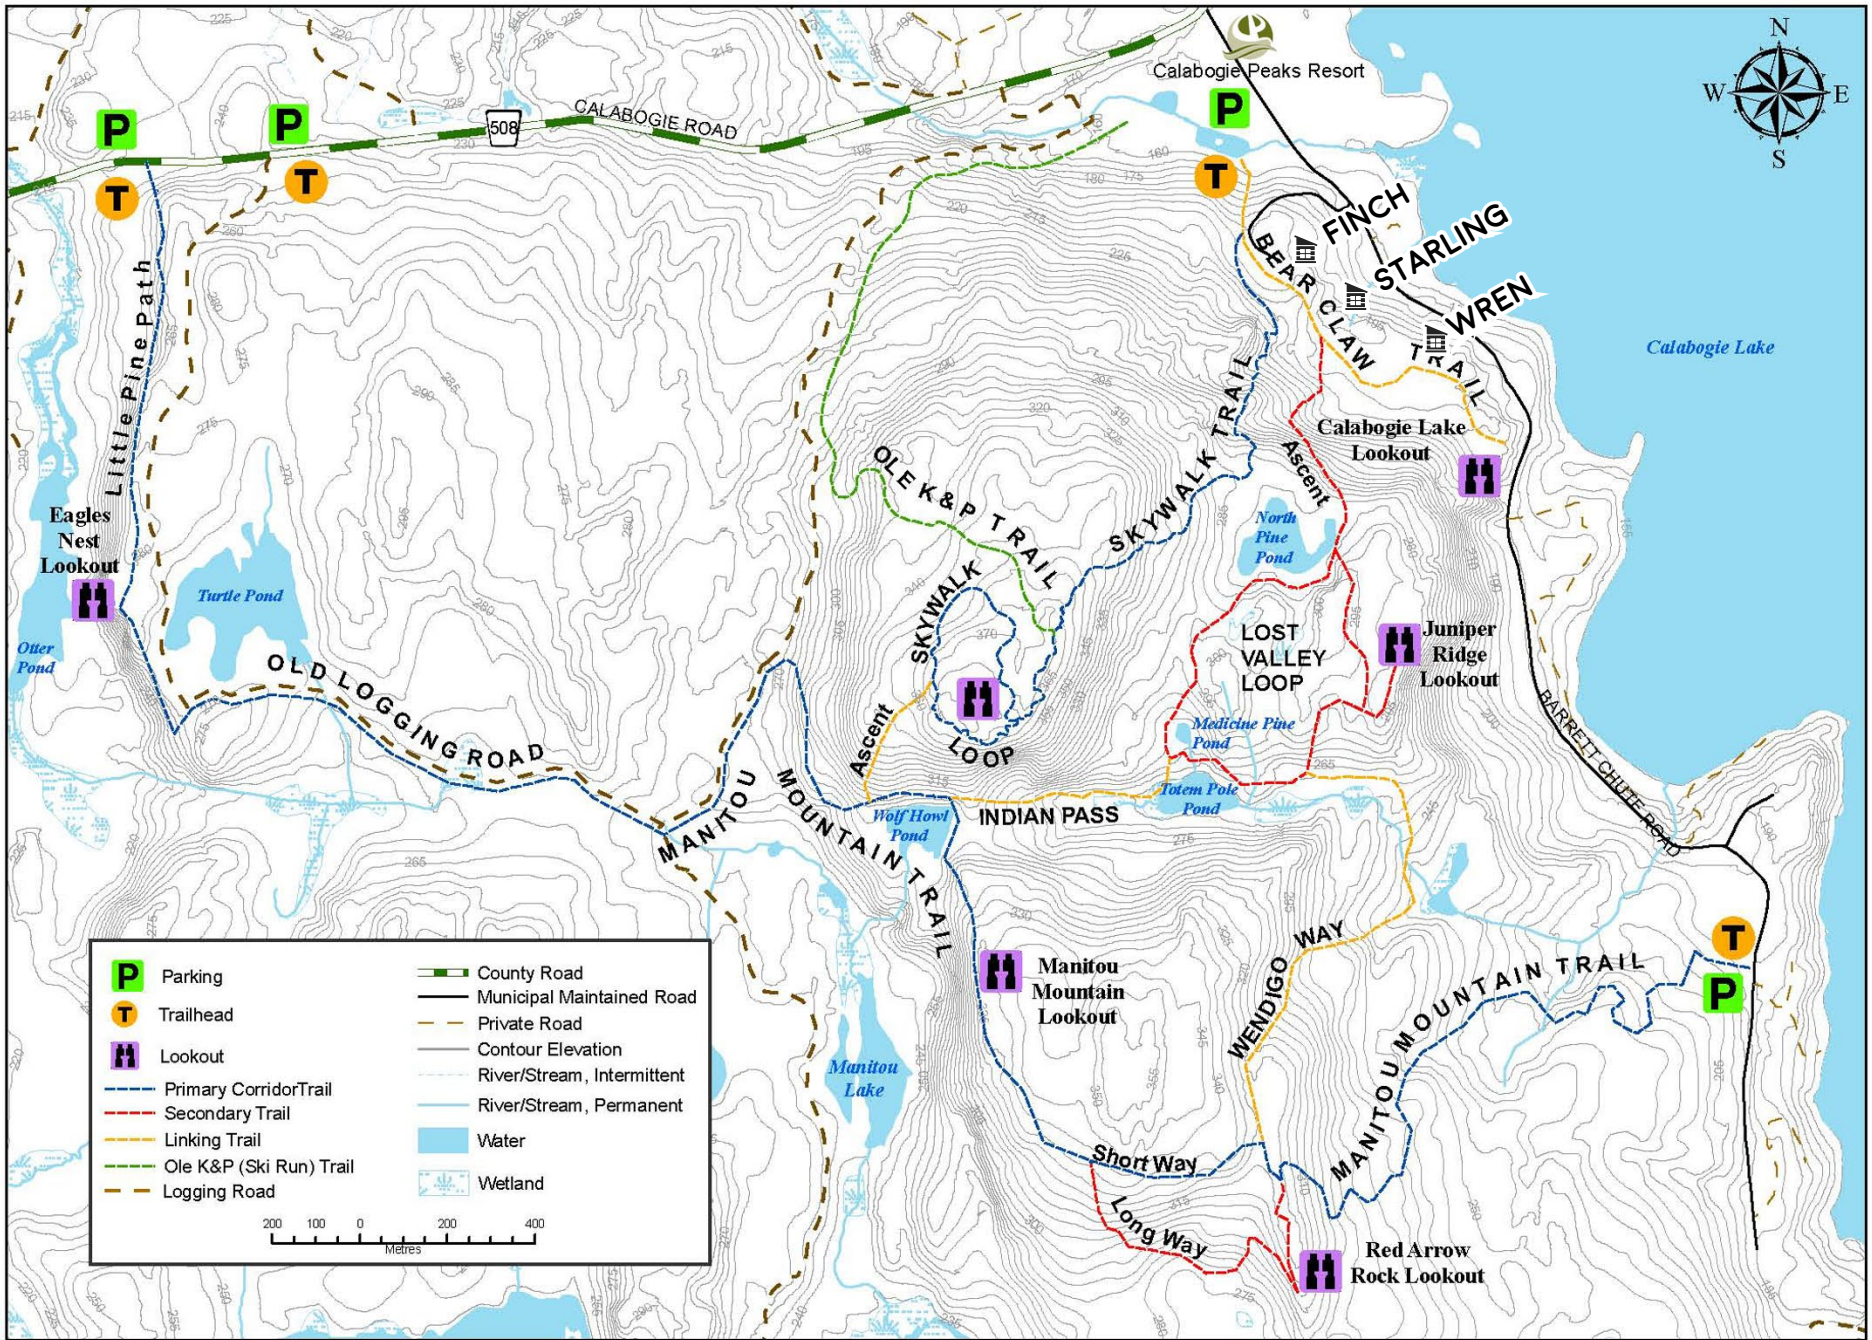 Calabogie Peaks Resort
N
W
E
S
P
T
P
T
P
T
508
CALABOGIE ROAD
FINCH
STARLING
WREN
BEAR CLAW TRAIL
Calabogie Lake
Little Pine Path
Calabogie Lake
Lookout
SKYWALK TRAIL
Ascent
OLE K&P TRAIL
Eagles
Nest
Lookout
North
Pine
Pond
Turtle Pond
Otter
Pond
SKYWALK
LOOP
LOST
VALLEY
LOOP
Juniper
Ridge
Lookout
OLD LOGGING ROAD
Ascent
Medicine Pine
Pond
BARRETT CHUTE ROAD
Totem Pole
Pond
Wolf Howl
Pond
INDIAN PASS
MANITOU
MOUNTAIN TRAIL
WENDIGO WAY
Manitou
Mountain
Lookout
MANITOU MOUNTAIN TRAIL
T
P
Manitou
Lake
Short Way
Long Way
Red Arrow
Rock Lookout
P Parking
T Trailhead
Lookout
Primary CorridorTrail
Secondary Trail
Linking Trail
Ole K&P (Ski Run) Trail
Logging Road
County Road
Municipal Maintained Road
Private Road
Contour Elevation
River/Stream, Intermittent
River/Stream, Permanent
Water
Wetland
200 100 0 200 400
Metres